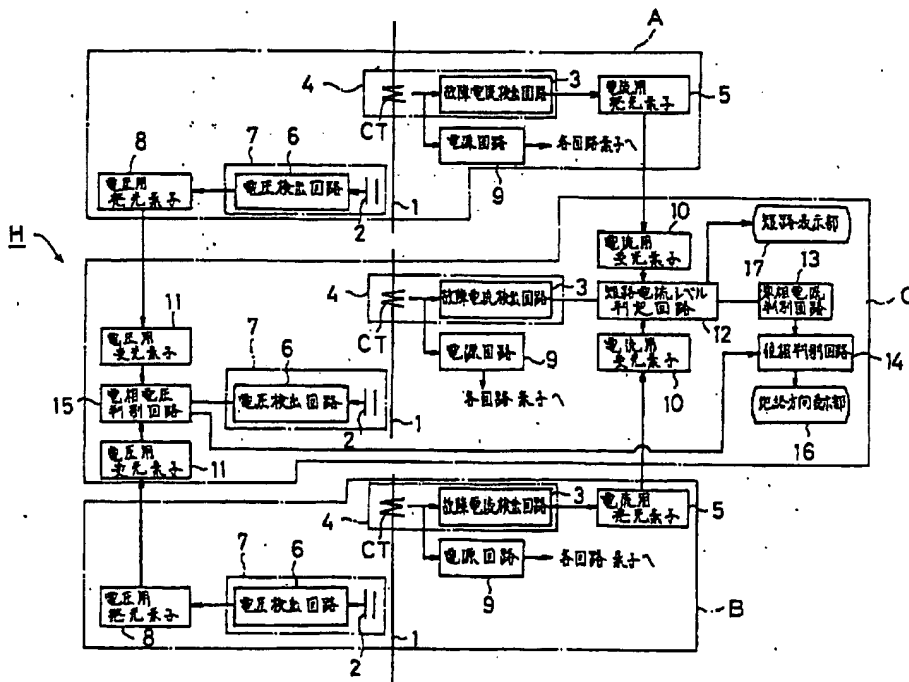 A
4
3
故障電流検出回路
電流用
発光素子
5
CT
電源回路
各回路素子へ
9
8
電圧用
発光素子
7
6
電圧検出回路
2
1
H
10
電流用
受光素子
短絡表示部
17
13
4
3
故障電流検出回路
短絡電流レベル
判定回路
12
零相電流
判別回路
C
CT
11
電圧用
受光素子
7
6
電源回路
9
電流用
受光素子
10
位相判別回路
14
15
零相電圧
判別回路
電圧検出回路
2
1
各回路素子へ
地絡方向表示部
16
電圧用
受光素子
11
4
3
故障電流検出回路
電流用
発光素子
5
CT
電源回路
各回路素子へ
9
7
6
電圧用
発光素子
8
電圧検出回路
2
1
B